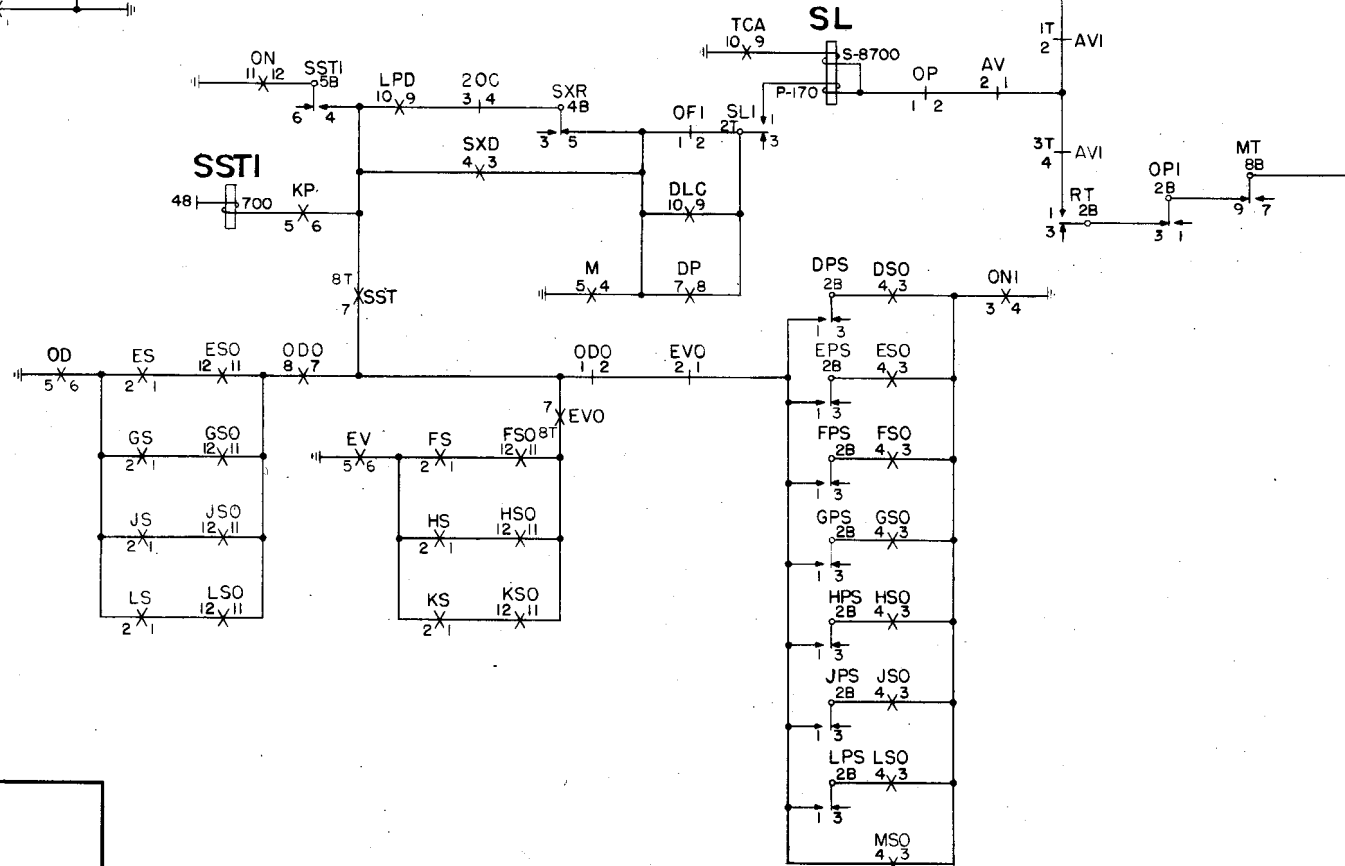 SL
TCA
10 9
S-8700
1T
2 AV1
ON
11 12
SST1
5B
LPD
10 9
2OC
3 4
SXR
4B
P-170
OP
1 2
AV
2 1
6 4
3 5
OF1
1 2
SL1
2T
1
3
SXD
4 3
3T
4 AV1
SST1
48 700
KP
5 6
DLC
10 9
MT
8B
OP1
2B
9 7
RT
2B
1
3
3 1
8T
7 SST
M
5 4
DP
7 8
DPS
2B
DSO
4 3
ON1
3 4
1 3
OD
5 6
ES
2 1
ESO
12 11
ODO
8 7
ODO
1 2
EVO
2 1
EPS
2B
ESO
4 3
1 3
7
8T EVO
GS
2 1
GSO
12 11
EV
5 6
FS
2 1
FSO
12 11
FPS
2B
FSO
4 3
1 3
JS
2 1
JSO
12 11
HS
2 1
HSO
12 11
GPS
2B
GSO
4 3
1 3
LS
2 1
LSO
12 11
KS
2 1
KSO
12 11
HPS
2B
HSO
4 3
1 3
JPS
2B
JSO
4 3
1 3
LPS
2B
LSO
4 3
1 3
MSO
4 3